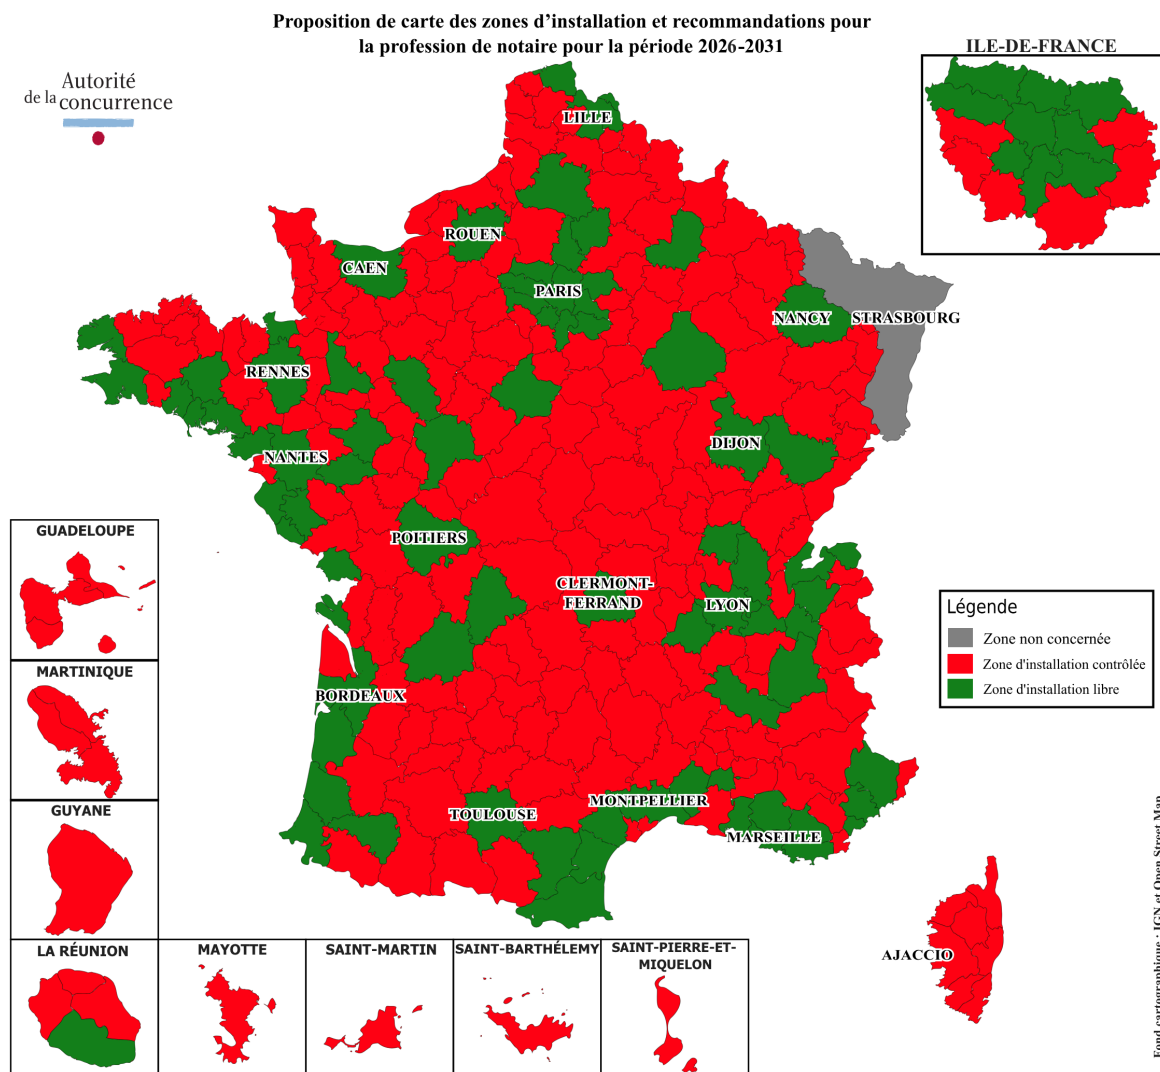 Proposition de carte des zones d’installation et recommandations pour
la profession de notaire pour la période 2026-2031
Autorité
de la concurrence
ILE-DE-FRANCE
LILLE
ROUEN
CAEN
PARIS
NANCY
STRASBOURG
RENNES
DIJON
NANTES
POITIERS
CLERMONT-
FERRAND
LYON
BORDEAUX
TOULOUSE
MONTPELLIER
MARSEILLE
AJACCIO
GUADELOUPE
MARTINIQUE
GUYANE
LA RÉUNION
MAYOTTE
SAINT-MARTIN
SAINT-BARTHÉLEMY
SAINT-PIERRE-ET-
MIQUELON
Légende
Zone non concernée
Zone d'installation contrôlée
Zone d'installation libre
Fond cartographique : IGN et Open Street Map